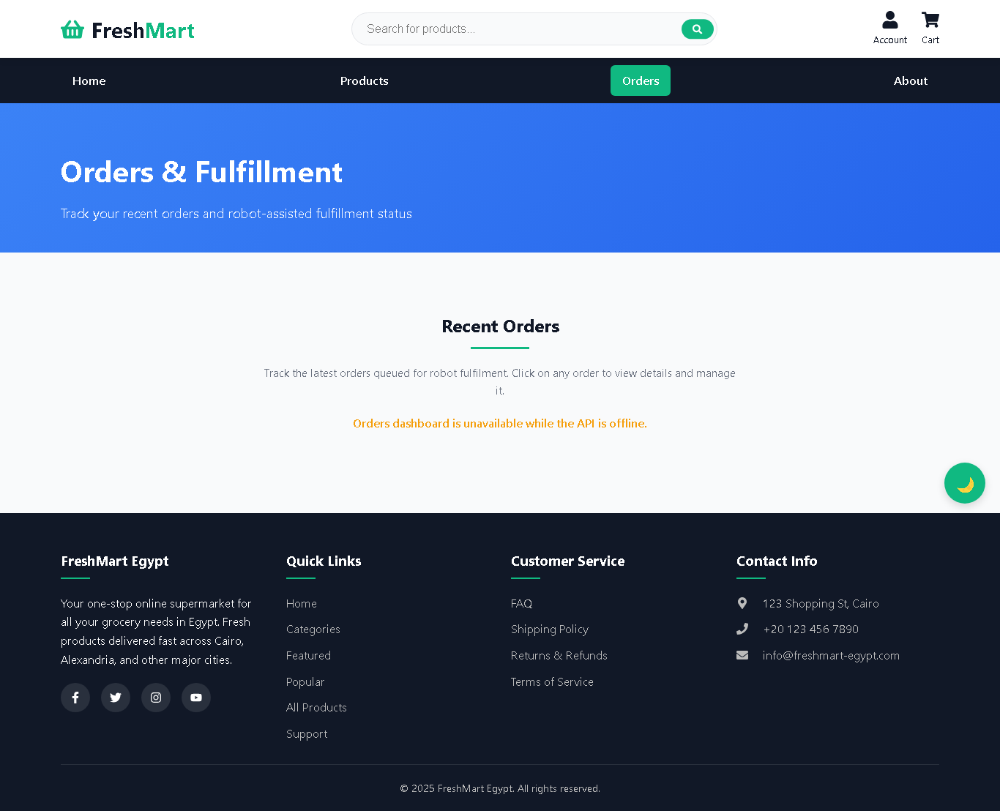 FreshMart
Search for products...
Account
Cart
Home
Products
Orders
About
Orders & Fulfillment
Track your recent orders and robot-assisted fulfillment status
Recent Orders
Track the latest orders queued for robot fulfilment. Click on any order to view details and manage
it.
Orders dashboard is unavailable while the API is offline.
FreshMart Egypt
Your one-stop online supermarket for
all your grocery needs in Egypt. Fresh
products delivered fast across Cairo,
Alexandria, and other major cities.
Quick Links
Home
Categories
Featured
Popular
All Products
Support
Customer Service
FAQ
Shipping Policy
Returns & Refunds
Terms of Service
Contact Info
123 Shopping St, Cairo
+20 123 456 7890
info@freshmart-egypt.com
© 2025 FreshMart Egypt. All rights reserved.